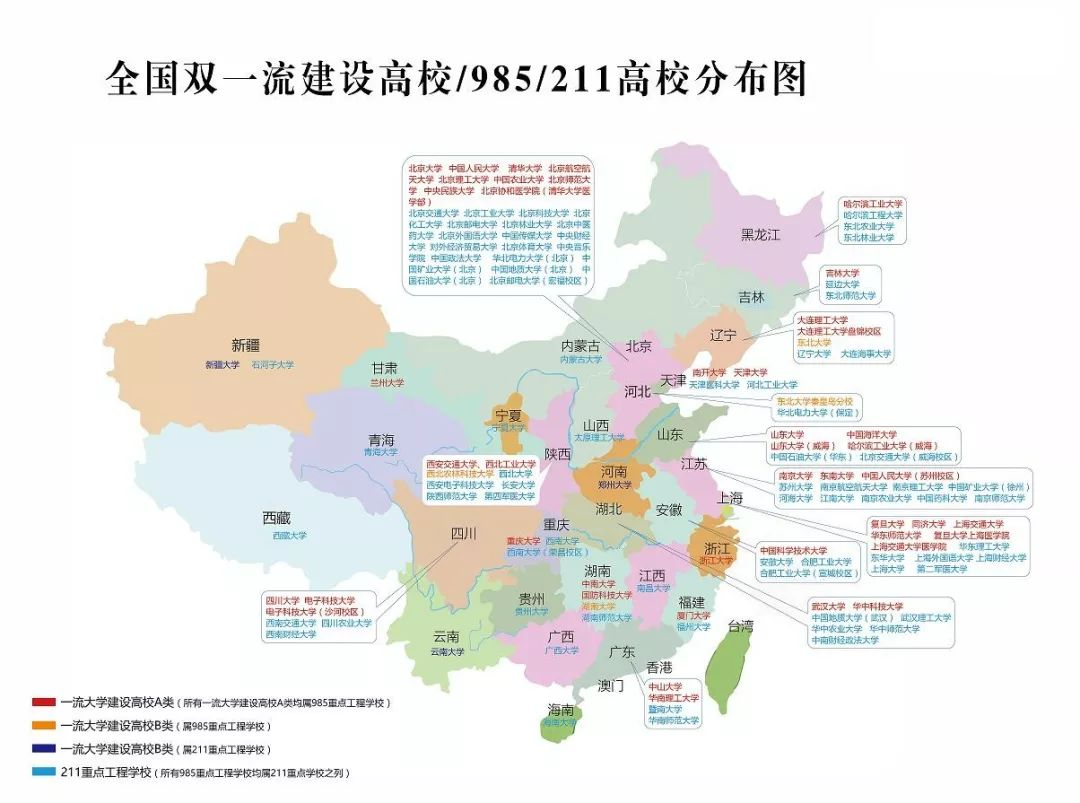 全国双一流建设高校/985/211高校分布图
北京大学 中国人民大学 清华大学 北京航空航
天大学 北京理工大学 中国农业大学 北京师范大
学 中央民族大学 北京协和医学院（清华大学医
学部）
北京交通大学 北京工业大学 北京科技大学 北京
化工大学 北京邮电大学 北京林业大学 北京中医
药大学 北京外国语大学 中国传媒大学 中央财经
大学 对外经济贸易大学 北京体育大学 中央音乐
学院 中国政法大学 华北电力大学（北京） 中
国矿业大学（北京） 中国地质大学（北京） 中
国石油大学（北京） 北京邮电大学（宏福校区）
哈尔滨工业大学
哈尔滨工程大学
东北农业大学
东北林业大学
黑龙江
吉林大学
延边大学
东北师范大学
吉林
大连理工大学
大连理工大学盘锦校区
东北大学
辽宁大学 大连海事大学
辽宁
新疆
新疆大学 石河子大学
甘肃
兰州大学
内蒙古
内蒙古大学
北京
天津
南开大学 天津大学
天津医科大学 河北工业大学
河北
东北大学秦皇岛分校
华北电力大学（保定）
宁夏
宁夏大学
山西
太原理工大学
山东
山东大学 中国海洋大学
山东大学（威海） 哈尔滨工业大学（威海）
中国石油大学（华东） 北京交通大学（威海校区）
青海
青海大学
陕西
西安交通大学、西北工业大学
西北农林科技大学 西北大学
西安电子科技大学 长安大学
陕西师范大学 第四军医大学
河南
郑州大学
江苏
南京大学 东南大学 中国人民大学（苏州校区）
苏州大学 南京航空航天大学 南京理工大学 中国矿业大学（徐州）
河海大学 江南大学 南京农业大学 中国药科大学 南京师范大学
上海
复旦大学 同济大学 上海交通大学
华东师范大学 复旦大学上海医学院
上海交通大学医学院 华东理工大学
东华大学 上海外国语大学 上海财经大学
上海大学 第二军医大学
西藏
西藏大学
四川
重庆
重庆大学 西南大学
西南大学（荣昌校区）
湖北
安徽
中国科学技术大学
安徽大学 合肥工业大学
合肥工业大学（宣城校区）
浙江
浙江大学
四川大学 电子科技大学
电子科技大学（沙河校区）
西南交通大学 四川农业大学
西南财经大学
贵州
贵州大学
湖南
中南大学
国防科技大学
湖南大学
湖南师范大学
江西
南昌大学
福建
厦门大学
福州大学
武汉大学 华中科技大学
中国地质大学（武汉） 武汉理工大学
华中农业大学 华中师范大学
中南财经政法大学
台湾
云南
云南大学
广西
广西大学
广东
香港
澳门
中山大学
华南理工大学
暨南大学
华南师范大学
海南
海南大学
一流大学建设高校A类（所有一流大学建设高校A类均属985重点工程学校）
一流大学建设高校B类（属985重点工程学校）
一流大学建设高校B类（属211重点工程学校）
211重点工程学校（所有985重点工程学校均属211重点学校之列）